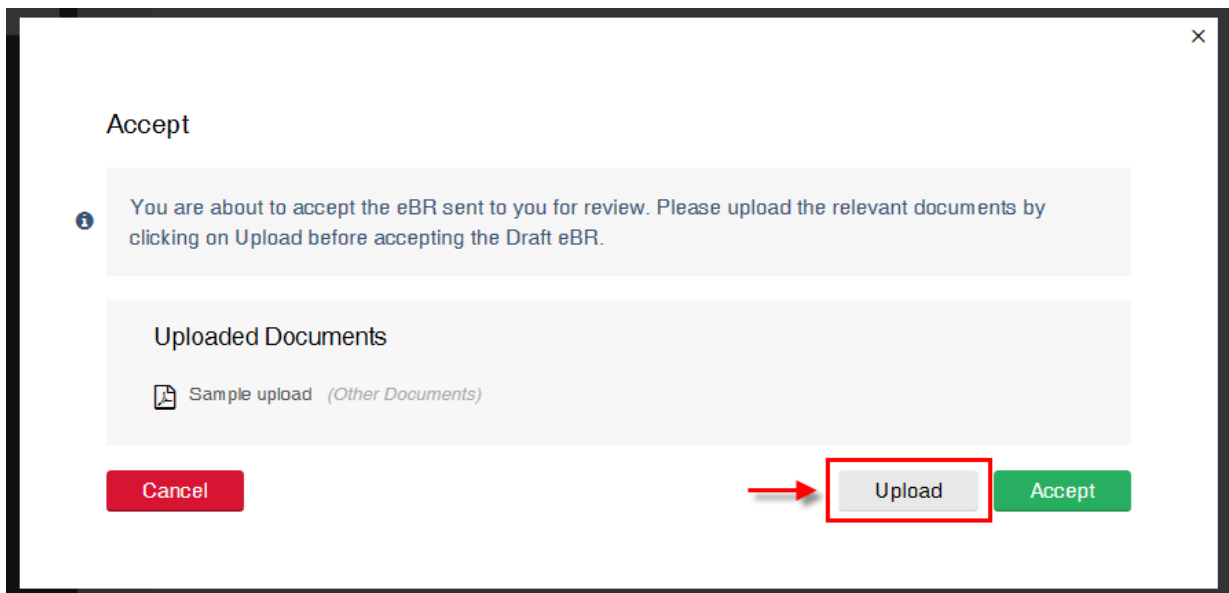 ×
Accept
You are about to accept the eBR sent to you for review. Please upload the relevant documents by
clicking on Upload before accepting the Draft eBR.
Uploaded Documents
Sample upload (Other Documents)
Cancel Upload Accept